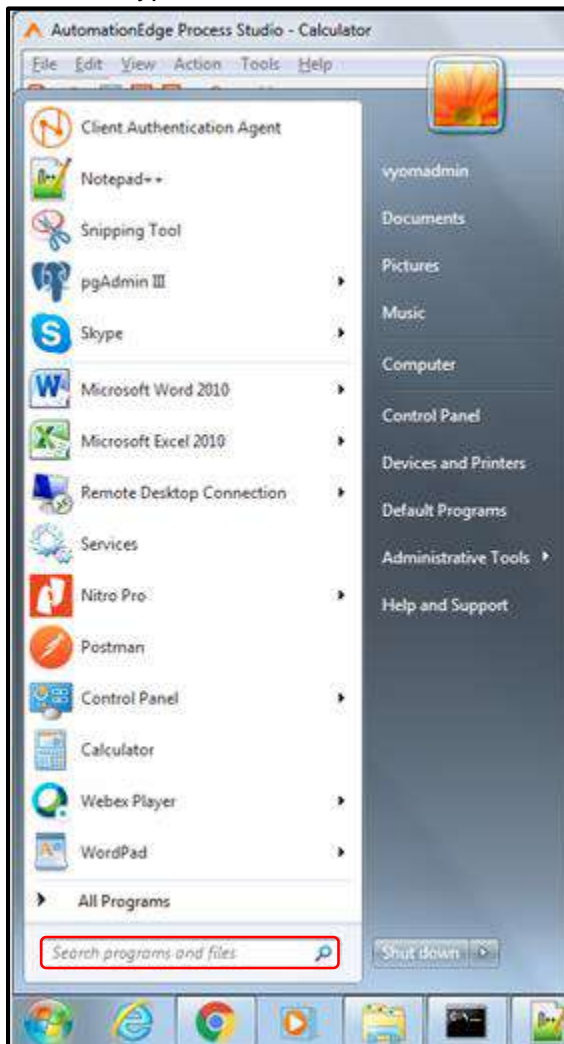 AutomationEdge Process Studio - Calculator
File Edit View Action Tools Help
Client Authentication Agent
Notepad++
Snipping Tool
pgAdmin III
Skype
Microsoft Word 2010
Microsoft Excel 2010
Remote Desktop Connection
Services
Nitro Pro
Postman
Control Panel
Calculator
Webex Player
WordPad
All Programs
Search programs and files
vyomadmin
Documents
Pictures
Music
Computer
Control Panel
Devices and Printers
Default Programs
Administrative Tools
Help and Support
Shut down